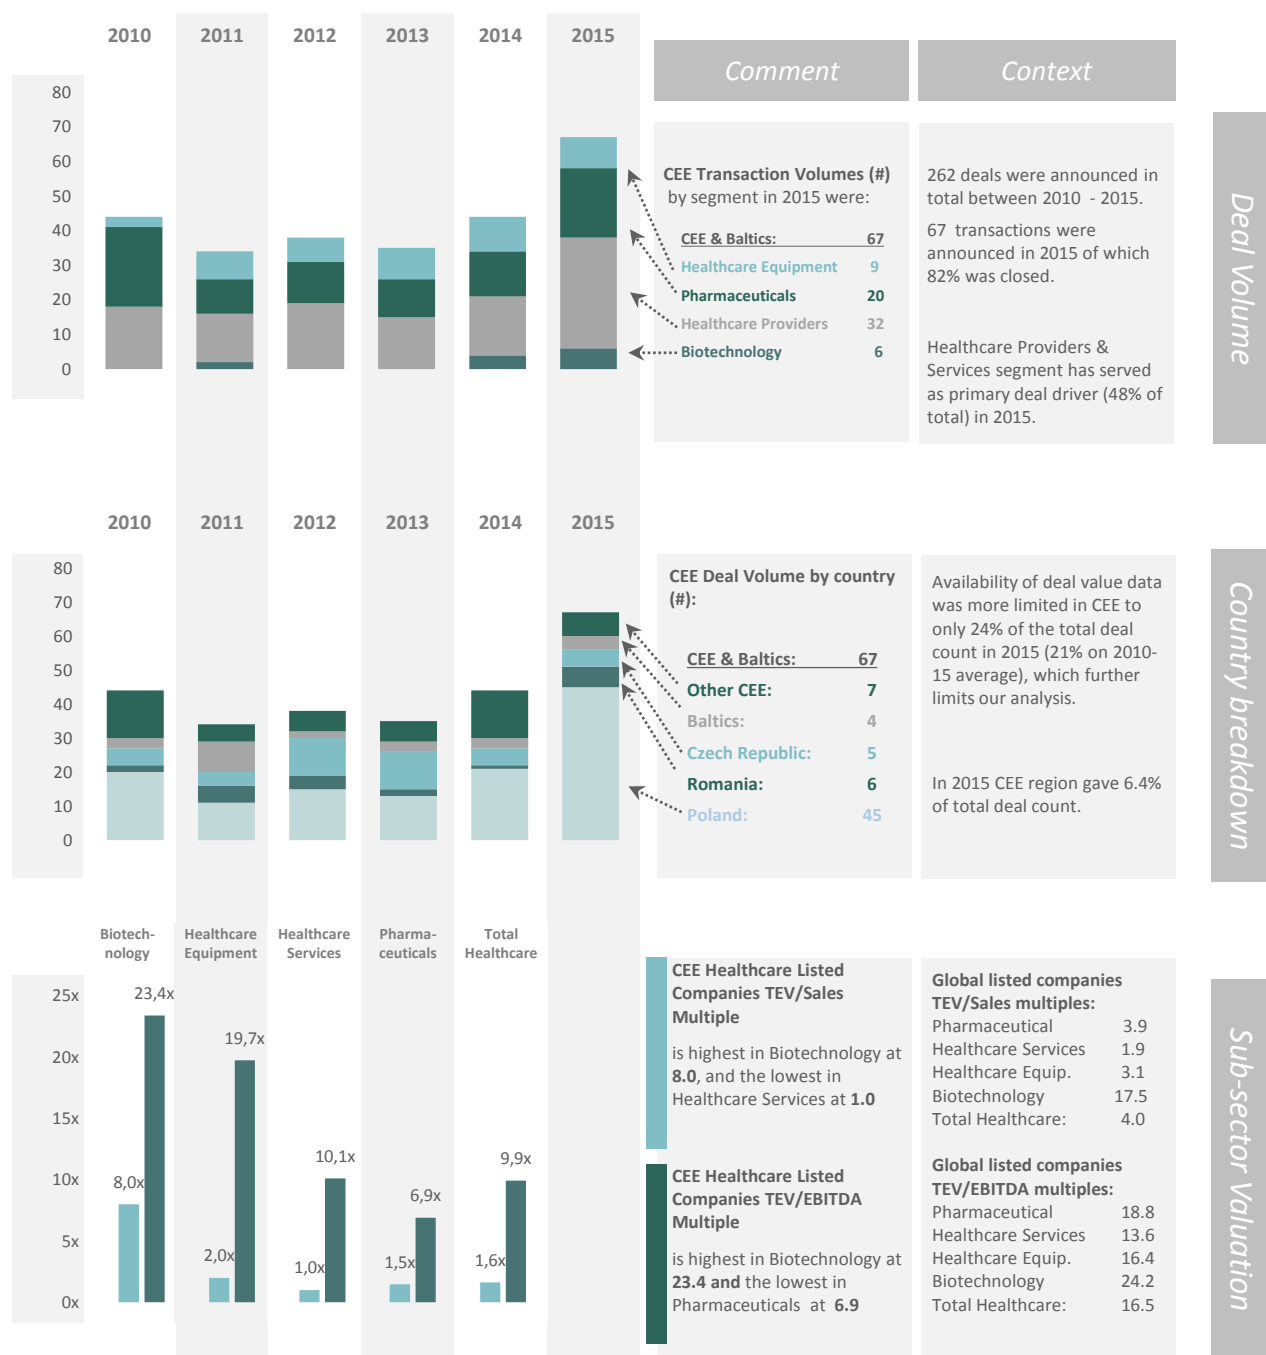 2010 2011 2012 2013 2014 2015
Comment
Context
80
70
60
50
40
30
20
10
0
CEE Transaction Volumes (#)
by segment in 2015 were:
CEE & Baltics: 67
Healthcare Equipment 9
Pharmaceuticals 20
Healthcare Providers 32
Biotechnology 6
262 deals were announced in
total between 2010 - 2015.
67 transactions were
announced in 2015 of which
82% was closed.
Healthcare Providers &
Services segment has served
as primary deal driver (48% of
total) in 2015.
Deal Volume
2010 2011 2012 2013 2014 2015
80
70
60
50
40
30
20
10
0
CEE Deal Volume by country
(#):
CEE & Baltics: 67
Other CEE: 7
Baltics: 4
Czech Republic: 5
Romania: 6
Poland: 45
Availability of deal value data
was more limited in CEE to
only 24% of the total deal
count in 2015 (21% on 2010-
15 average), which further
limits our analysis.
In 2015 CEE region gave 6.4%
of total deal count.
Country breakdown
Biotech-
nology
Healthcare
Equipment
Healthcare
Services
Pharma-
ceuticals
Total
Healthcare
25x
20x
15x
10x
5x
0x
8,0x
23,4x
2,0x
19,7x
1,0x
10,1x
1,5x
6,9x
1,6x
9,9x
CEE Healthcare Listed
Companies TEV/Sales
Multiple
is highest in Biotechnology at
8.0, and the lowest in
Healthcare Services at 1.0
CEE Healthcare Listed
Companies TEV/EBITDA
Multiple
is highest in Biotechnology at
23.4 and the lowest in
Pharmaceuticals at 6.9
Global listed companies
TEV/Sales multiples:
Pharmaceutical 3.9
Healthcare Services 1.9
Healthcare Equip. 3.1
Biotechnology 17.5
Total Healthcare: 4.0
Global listed companies
TEV/EBITDA multiples:
Pharmaceutical 18.8
Healthcare Services 13.6
Healthcare Equip. 16.4
Biotechnology 24.2
Total Healthcare: 16.5
Sub-sector Valuation